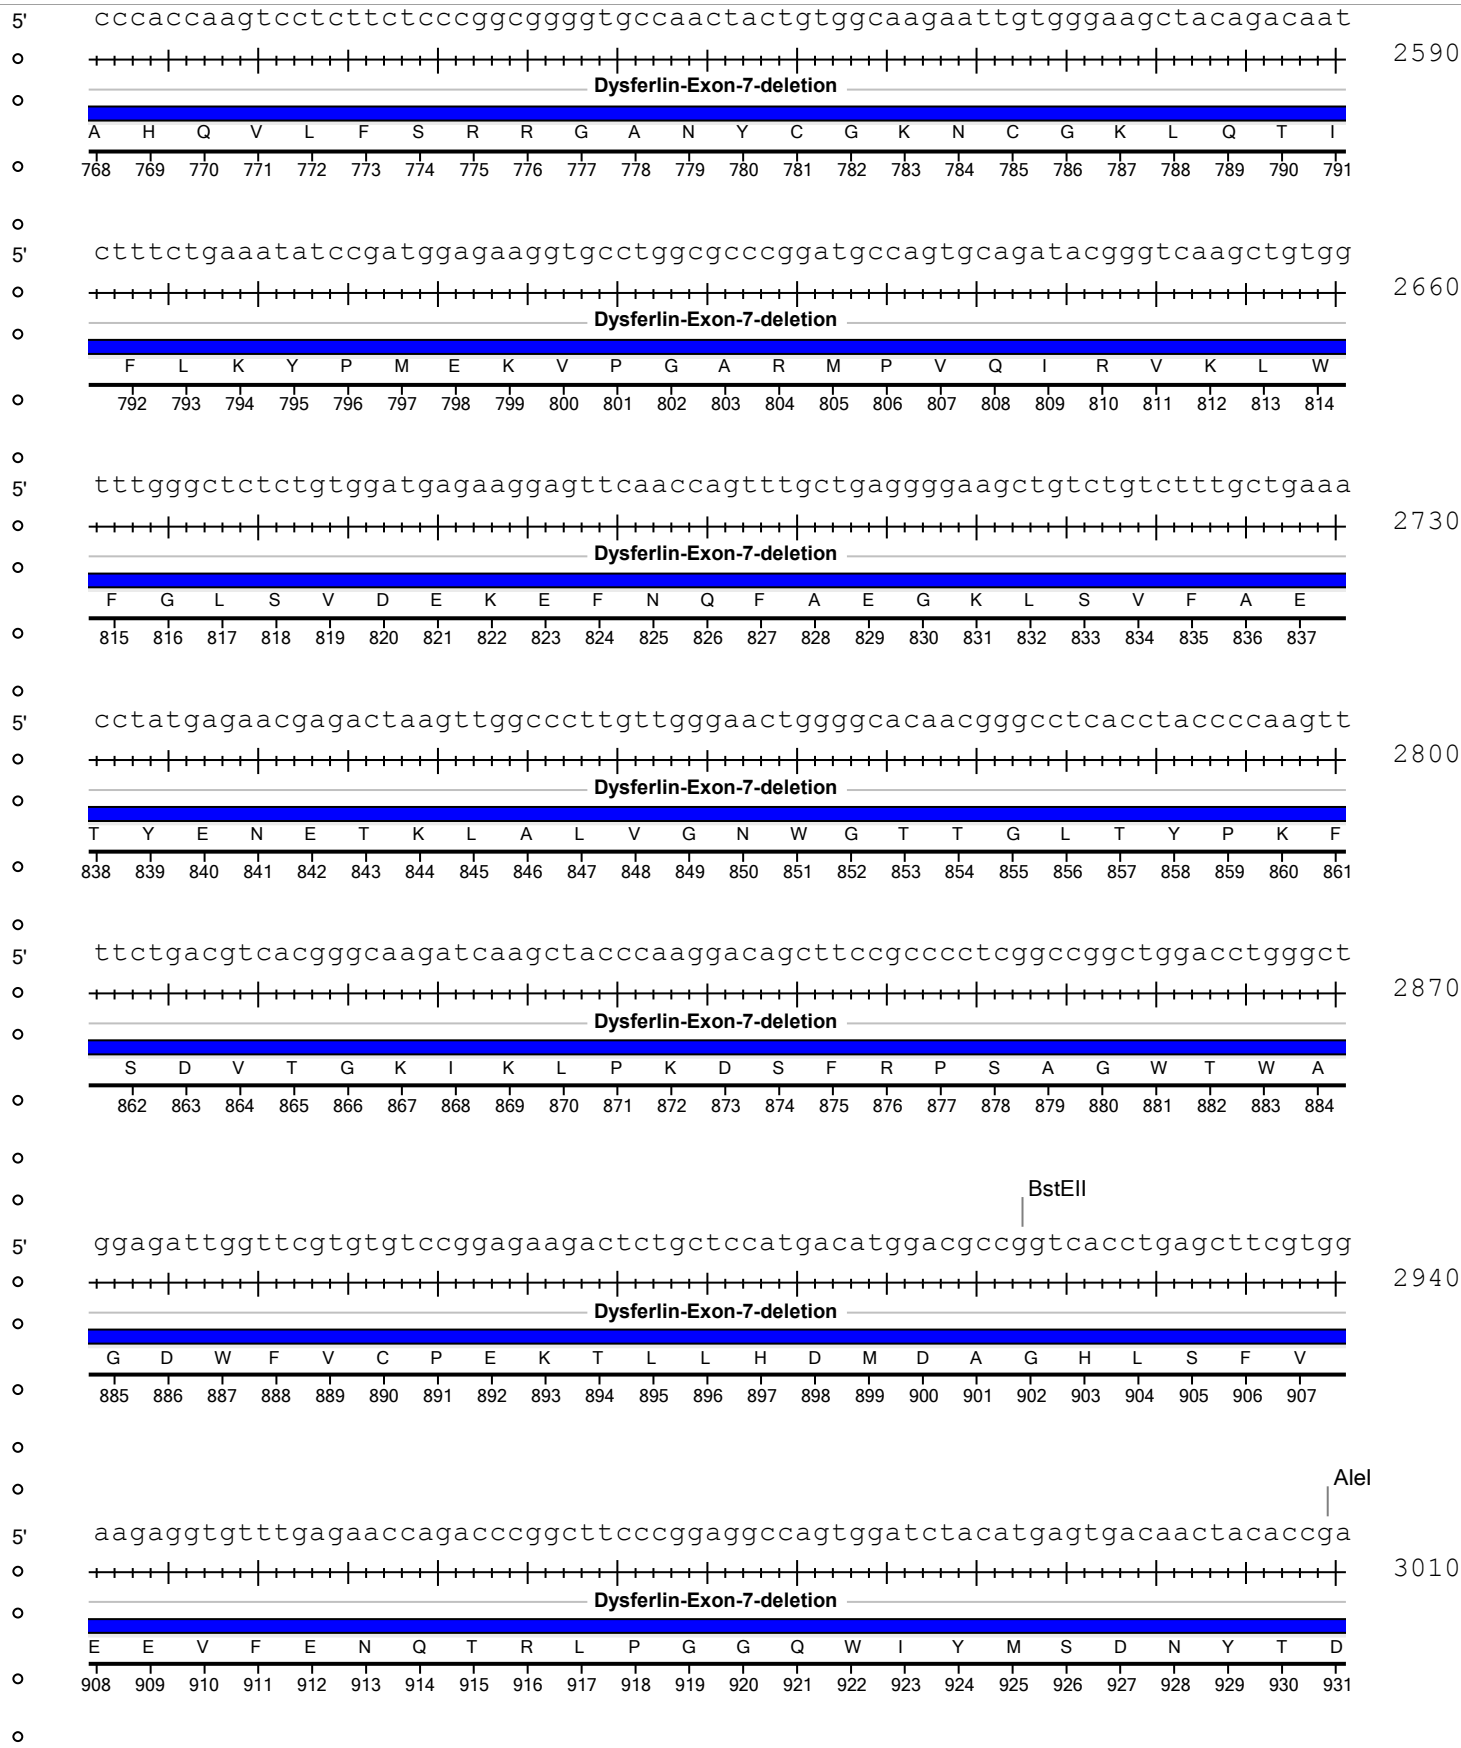 5' cccaccaagtcctcttctcccggcggggtgccaactactgtggcaagaattgtgggaagctacagacaat
2590
Dysferlin-Exon-7-deletion
A H Q V L F S R R G A N Y C G K N C G K L Q T I
768 769 770 771 772 773 774 775 776 777 778 779 780 781 782 783 784 785 786 787 788 789 790 791
5' ctttctgaaatatccgatggagaaggtgcctggcgcccggatgccagtgcagatacgggtcaagctgtgg
2660
Dysferlin-Exon-7-deletion
F L K Y P M E K V P G A R M P V Q I R V K L W
792 793 794 795 796 797 798 799 800 801 802 803 804 805 806 807 808 809 810 811 812 813 814
5' tttgggctctctgtggatgagaaggagttcaaccagtttgctgaggggaagctgtctgtctttgctgaaa
2730
Dysferlin-Exon-7-deletion
F G L S V D E K E F N Q F A E G K L S V F A E
815 816 817 818 819 820 821 822 823 824 825 826 827 828 829 830 831 832 833 834 835 836 837
5' cctatgagaacgagactaagttggcccttgttgggaactggggcacaacgggcctcacctaccccaagtt
2800
Dysferlin-Exon-7-deletion
T Y E N E T K L A L V G N W G T T G L T Y P K F
838 839 840 841 842 843 844 845 846 847 848 849 850 851 852 853 854 855 856 857 858 859 860 861
5' ttctgacgtcacgggcaagatcaagctacccaaggacagcttccgcccctcggccggctggacctgggct
2870
Dysferlin-Exon-7-deletion
S D V T G K I K L P K D S F R P S A G W T W A
862 863 864 865 866 867 868 869 870 871 872 873 874 875 876 877 878 879 880 881 882 883 884
BstEII
5' ggagattggttcgtgtgtccggagaagactctgctccatgacatggacgccggtcacctgagcttcgtgg
2940
Dysferlin-Exon-7-deletion
G D W F V C P E K T L L H D M D A G H L S F V
885 886 887 888 889 890 891 892 893 894 895 896 897 898 899 900 901 902 903 904 905 906 907
AleI
5' aagaggtgtttgagaaccagacccggcttcccggaggccagtggatctacatgagtgacaactacaccga
3010
Dysferlin-Exon-7-deletion
E E V F E N Q T R L P G G Q W I Y M S D N Y T D
908 909 910 911 912 913 914 915 916 917 918 919 920 921 922 923 924 925 926 927 928 929 930 931